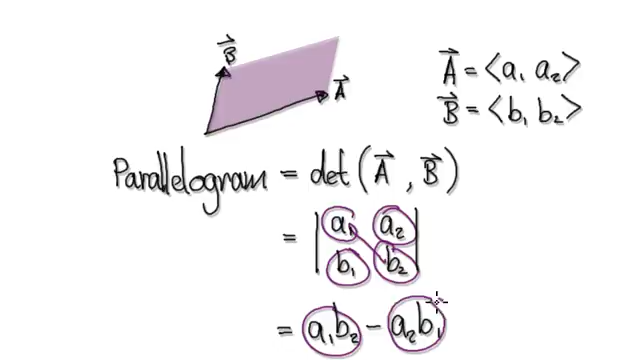 B⃗
A⃗
A⃗ = <a₁ a₂>
B⃗ = <b₁ b₂>
Parallelogram = det (A⃗ , B⃗)
= | a₁ a₂ |
| b₁ b₂ |
= a₁b₂ − a₂b₁